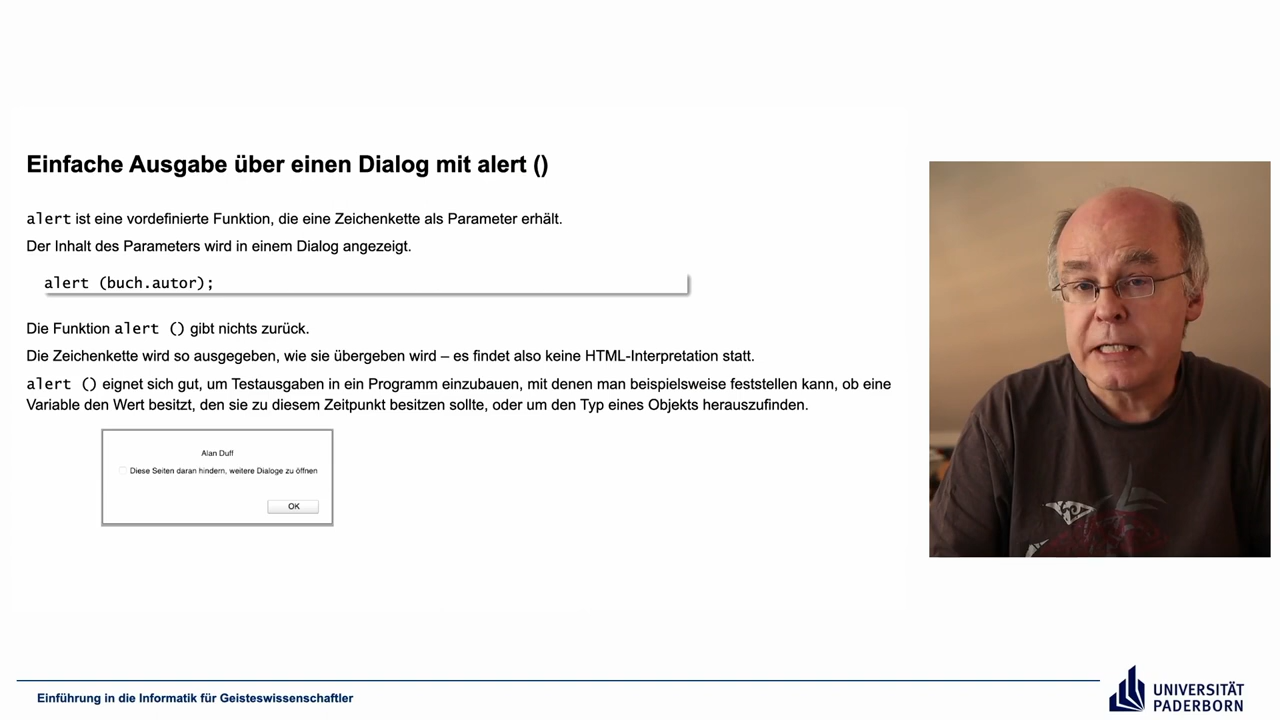 Einfache Ausgabe über einen Dialog mit alert ()
alert ist eine vordefinierte Funktion, die eine Zeichenkette als Parameter erhält.
Der Inhalt des Parameters wird in einem Dialog angezeigt.
alert (buch.autor);
Die Funktion alert () gibt nichts zurück.
Die Zeichenkette wird so ausgegeben, wie sie übergeben wird – es findet also keine HTML-Interpretation statt.
alert () eignet sich gut, um Testausgaben in ein Programm einzubauen, mit denen man beispielsweise feststellen kann, ob eine
Variable den Wert besitzt, den sie zu diesem Zeitpunkt besitzen sollte, oder um den Typ eines Objekts herauszufinden.
Alan Duff
Diese Seiten daran hindern, weitere Dialoge zu öffnen
OK
Einführung in die Informatik für Geisteswissenschaftler
UNIVERSITÄT
PADERBORN